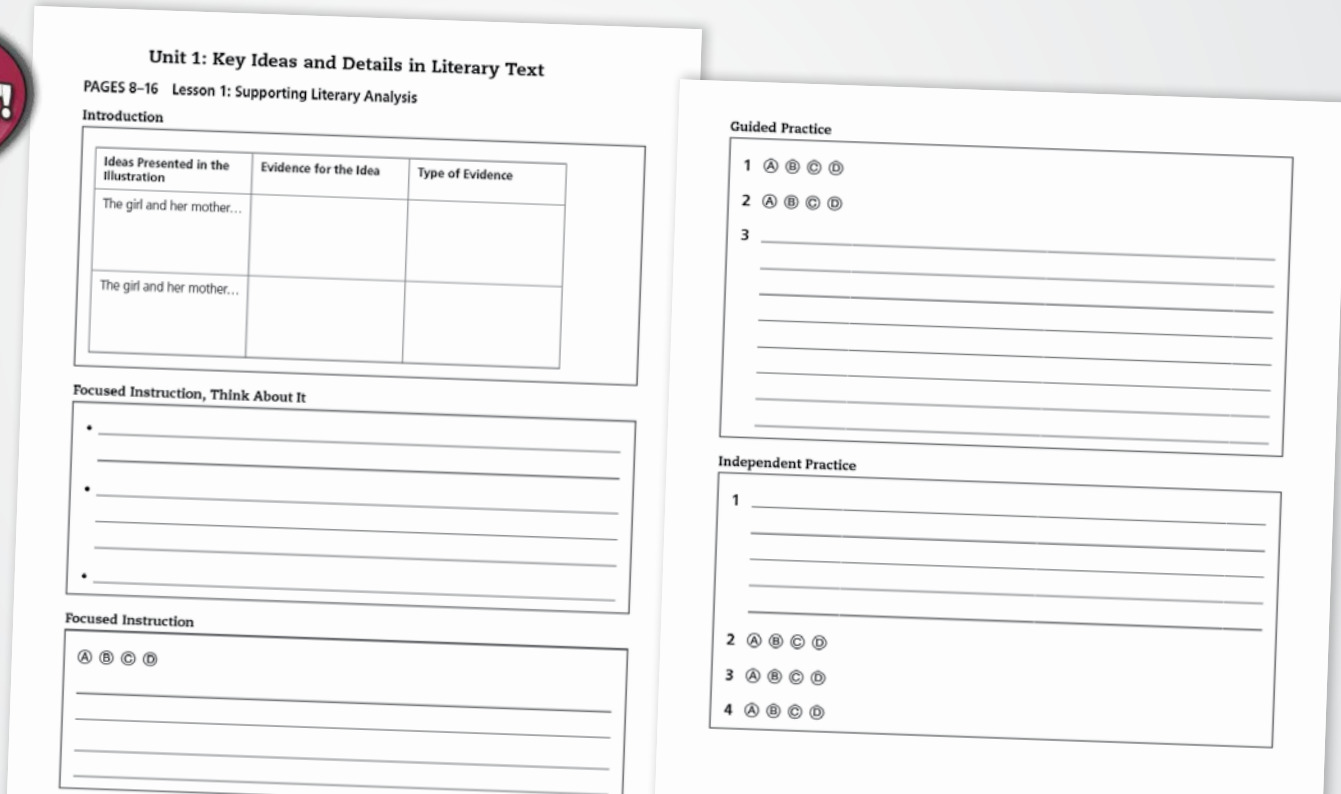 !
Unit 1: Key Ideas and Details in Literary Text
PAGES 8–16 Lesson 1: Supporting Literary Analysis
Introduction
Ideas Presented in the
Illustration
Evidence for the Idea
Type of Evidence
The girl and her mother…
The girl and her mother…
Focused Instruction, Think About It
•
•
•
Focused Instruction
Ⓐ Ⓑ Ⓒ Ⓓ
Guided Practice
1 Ⓐ Ⓑ Ⓒ Ⓓ
2 Ⓐ Ⓑ Ⓒ Ⓓ
3
Independent Practice
1
2 Ⓐ Ⓑ Ⓒ Ⓓ
3 Ⓐ Ⓑ Ⓒ Ⓓ
4 Ⓐ Ⓑ Ⓒ Ⓓ